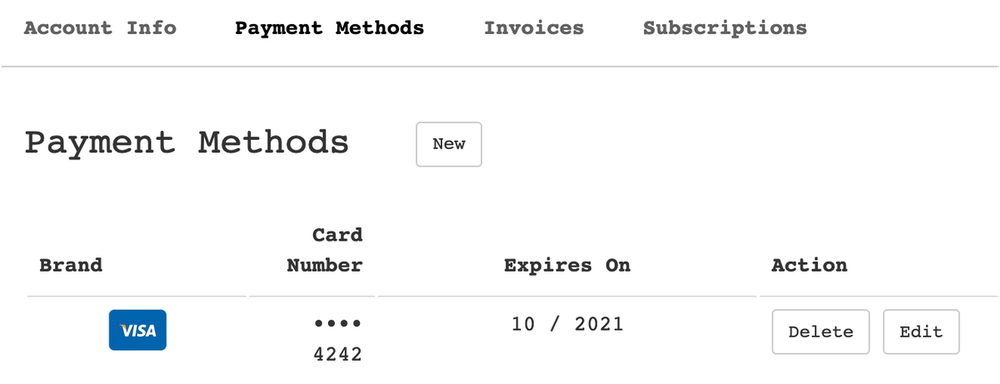 Account Info Payment Methods Invoices Subscriptions
Payment Methods New
Card
Brand Number Expires On Action
VISA •••• 10 / 2021 Delete Edit
4242